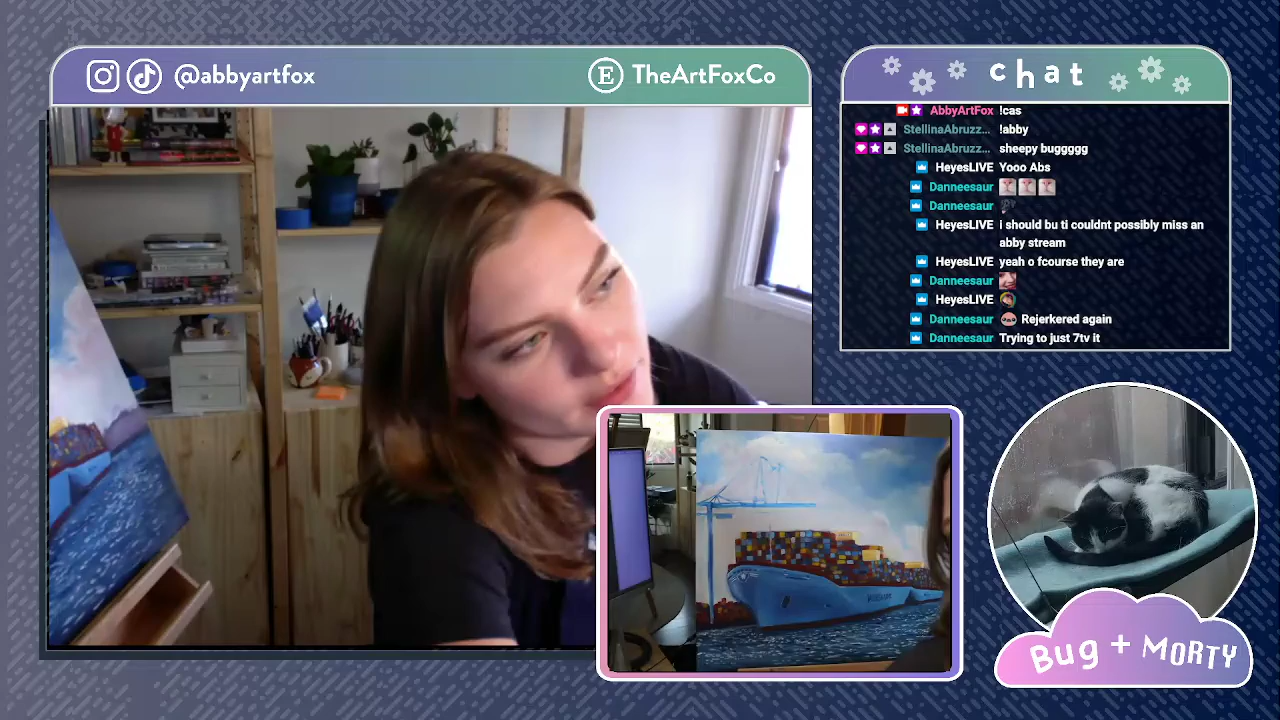 @abbyartfox
TheArtFoxCo
chat
AbbyArtFox !cas
StellinaAbruzz... !abby
StellinaAbruzz... sheepy buggggg
HeyesLIVE Yooo Abs
Danneesaur
Danneesaur
HeyesLIVE i should bu ti couldnt possibly miss an
abby stream
HeyesLIVE yeah o fcourse they are
Danneesaur
HeyesLIVE
Danneesaur Rejerkered again
Danneesaur Trying to just 7tv it
Bug + MORTY